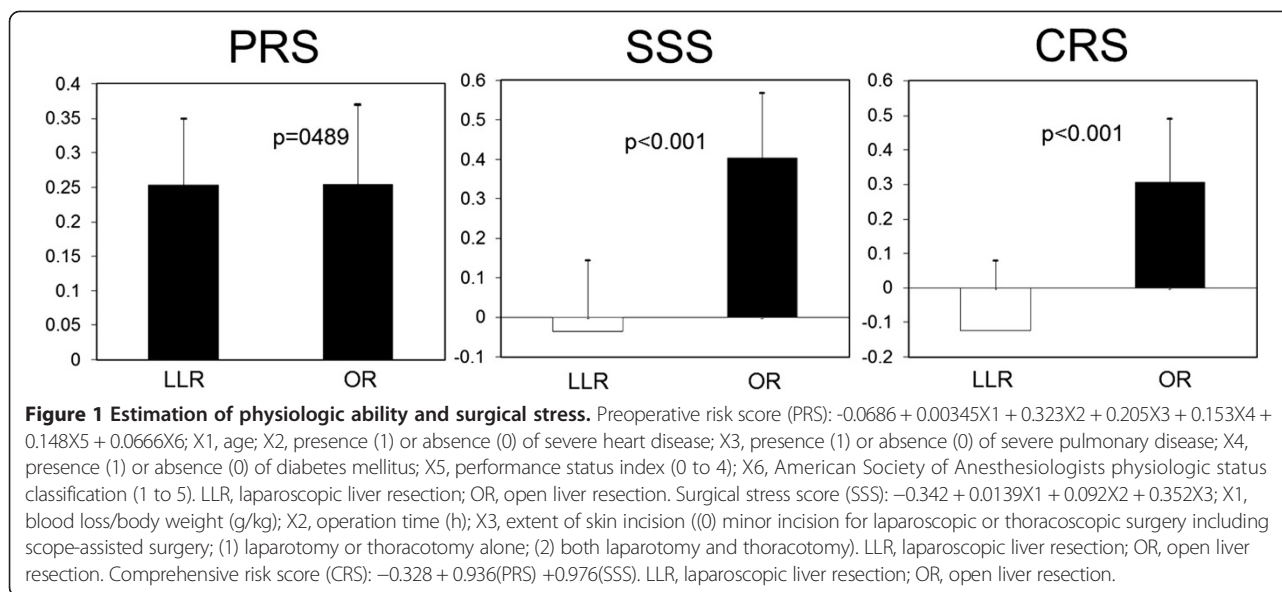 PRS
0.4
0.35
0.3
0.25
0.2
0.15
0.1
0.05
0
p=0489
LLR OR
SSS
0.6
0.5
0.4
0.3
0.2
0.1
0
-0.1
p<0.001
LLR OR
CRS
0.6
0.5
0.4
0.3
0.2
0.1
0
-0.1
-0.2
p<0.001
LLR OR
Figure 1 Estimation of physiologic ability and surgical stress. Preoperative risk score (PRS): -0.0686 + 0.00345X1 + 0.323X2 + 0.205X3 + 0.153X4 +
0.148X5 + 0.0666X6; X1, age; X2, presence (1) or absence (0) of severe heart disease; X3, presence (1) or absence (0) of severe pulmonary disease; X4,
presence (1) or absence (0) of diabetes mellitus; X5, performance status index (0 to 4); X6, American Society of Anesthesiologists physiologic status
classification (1 to 5). LLR, laparoscopic liver resection; OR, open liver resection. Surgical stress score (SSS): −0.342 + 0.0139X1 + 0.092X2 + 0.352X3; X1,
blood loss/body weight (g/kg); X2, operation time (h); X3, extent of skin incision ((0) minor incision for laparoscopic or thoracoscopic surgery including
scope-assisted surgery; (1) laparotomy or thoracotomy alone; (2) both laparotomy and thoracotomy). LLR, laparoscopic liver resection; OR, open liver
resection. Comprehensive risk score (CRS): −0.328 + 0.936(PRS) +0.976(SSS). LLR, laparoscopic liver resection; OR, open liver resection.